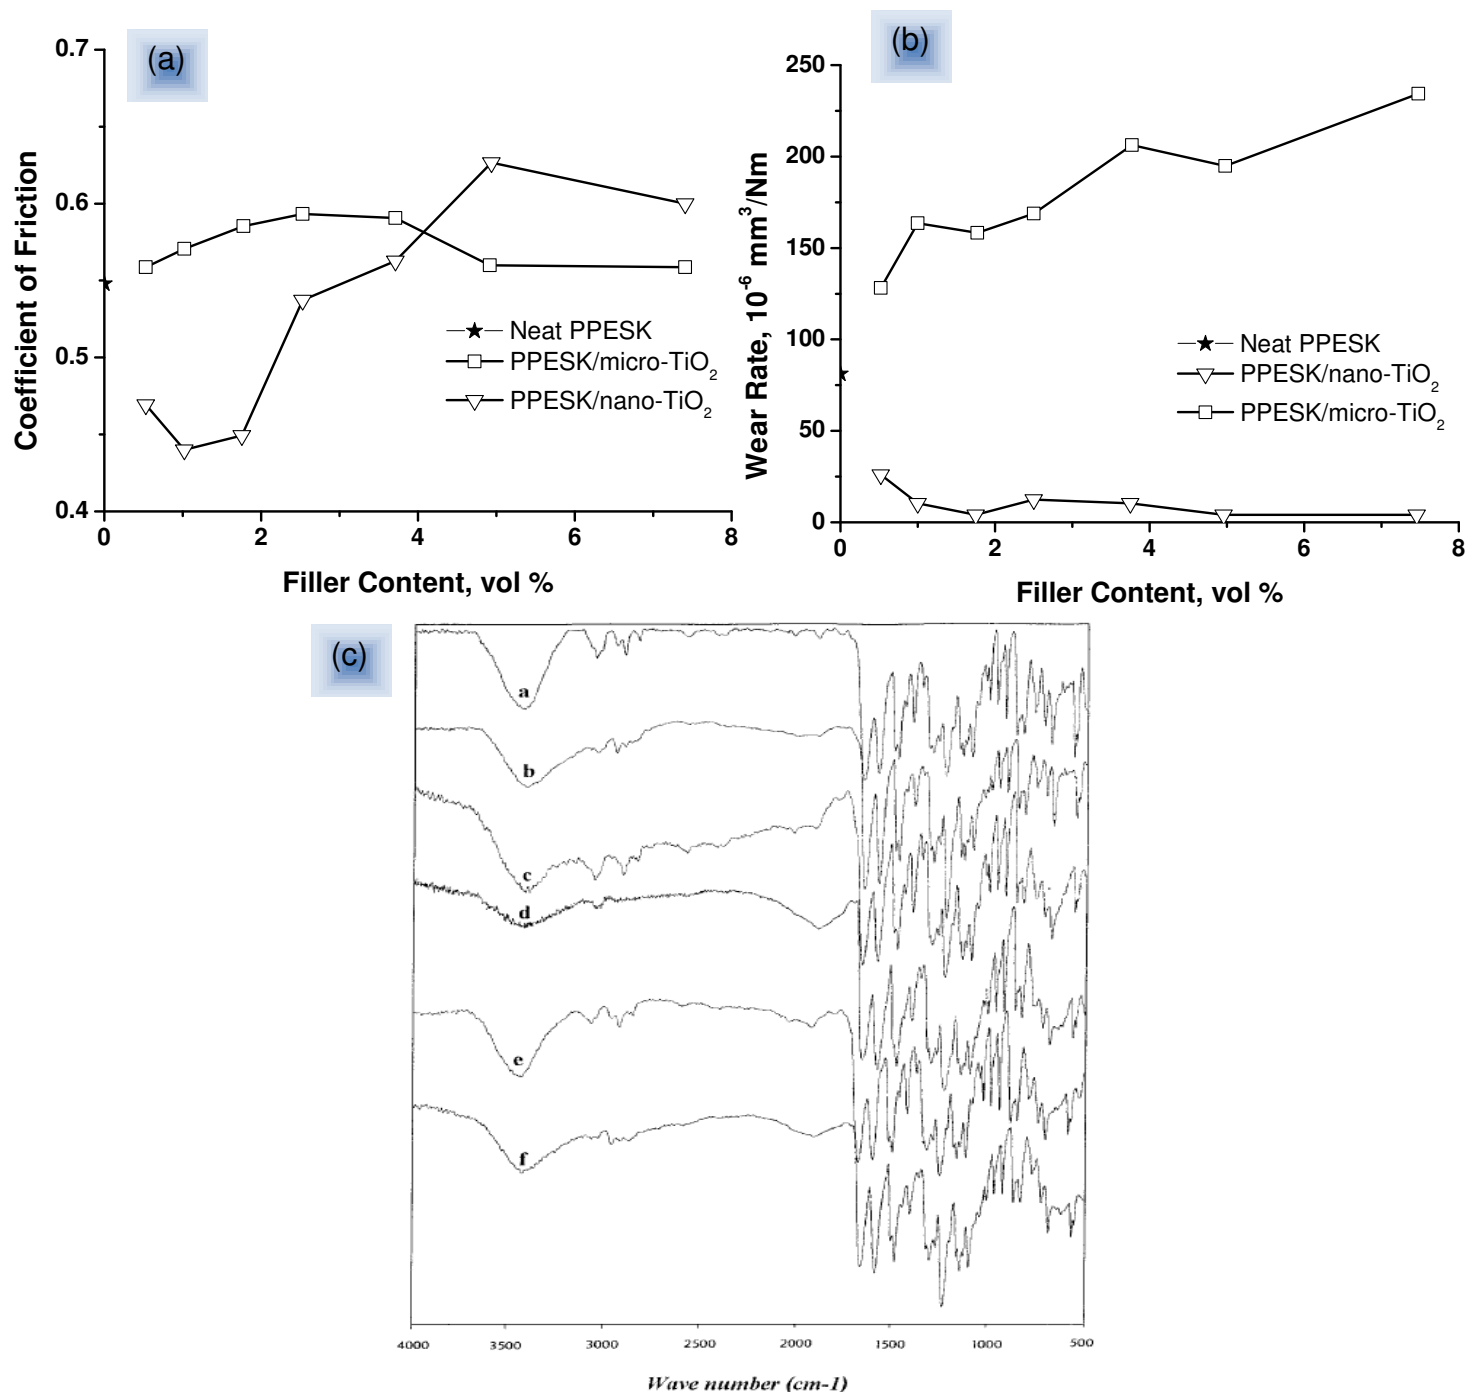 (a)
0.7
0.6
0.5
0.4
0 2 4 6 8
Coefficient of Friction
Filler Content, vol %
Neat PPESK
PPESK/micro-TiO2
PPESK/nano-TiO2
(b)
250
200
150
100
50
0
0 2 4 6 8
Wear Rate, 10-6 mm3/Nm
Filler Content, vol %
Neat PPESK
PPESK/nano-TiO2
PPESK/micro-TiO2
(c)
a
b
c
d
e
f
4000 3500 3000 2500 2000 1500 1000 500
Wave number (cm-1)